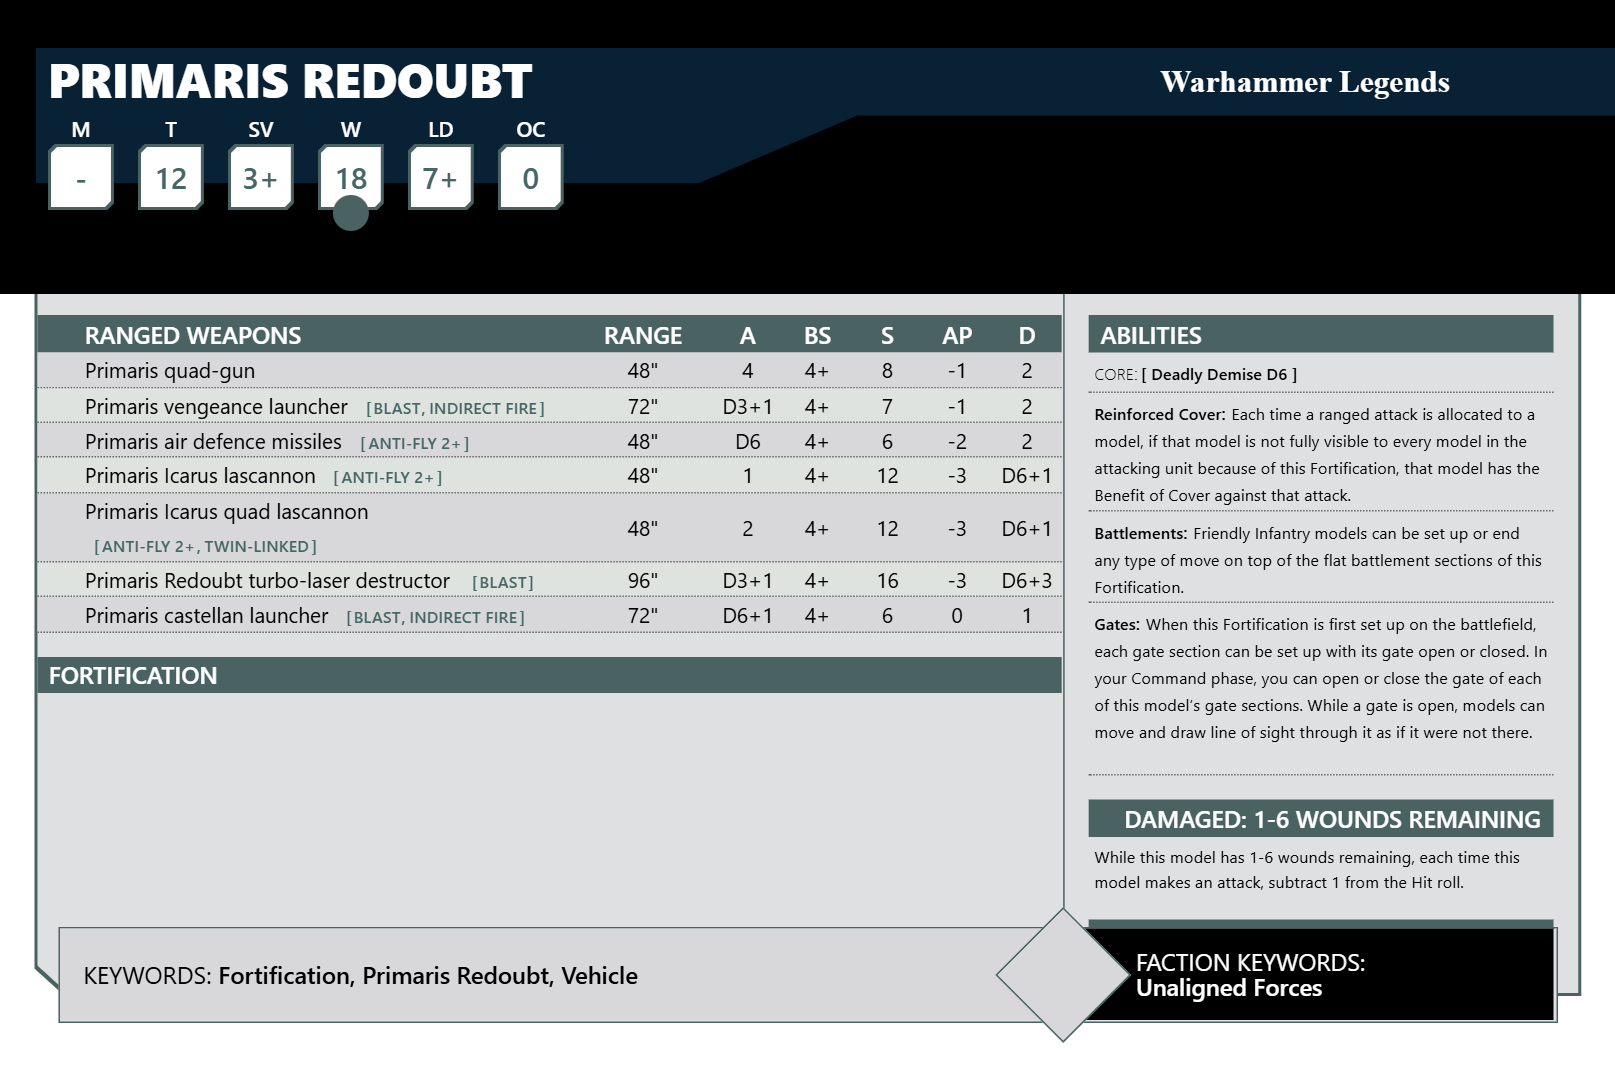 PRIMARIS REDOUBT
Warhammer Legends
M T SV W LD OC
- 12 3+ 18 7+ 0
RANGED WEAPONS RANGE A BS S AP D
Primaris quad-gun 48" 4 4+ 8 -1 2
Primaris vengeance launcher [BLAST, INDIRECT FIRE] 72" D3+1 4+ 7 -1 2
Primaris air defence missiles [ANTI-FLY 2+] 48" D6 4+ 6 -2 2
Primaris Icarus lascannon [ANTI-FLY 2+] 48" 1 4+ 12 -3 D6+1
Primaris Icarus quad lascannon
[ANTI-FLY 2+, TWIN-LINKED] 48" 2 4+ 12 -3 D6+1
Primaris Redoubt turbo-laser destructor [BLAST] 96" D3+1 4+ 16 -3 D6+3
Primaris castellan launcher [BLAST, INDIRECT FIRE] 72" D6+1 4+ 6 0 1
FORTIFICATION
ABILITIES
CORE: [ Deadly Demise D6 ]
Reinforced Cover: Each time a ranged attack is allocated to a
model, if that model is not fully visible to every model in the
attacking unit because of this Fortification, that model has the
Benefit of Cover against that attack.
Battlements: Friendly Infantry models can be set up or end
any type of move on top of the flat battlement sections of this
Fortification.
Gates: When this Fortification is first set up on the battlefield,
each gate section can be set up with its gate open or closed. In
your Command phase, you can open or close the gate of each
of this model's gate sections. While a gate is open, models can
move and draw line of sight through it as if it were not there.
DAMAGED: 1-6 WOUNDS REMAINING
While this model has 1-6 wounds remaining, each time this
model makes an attack, subtract 1 from the Hit roll.
KEYWORDS: Fortification, Primaris Redoubt, Vehicle
FACTION KEYWORDS:
Unaligned Forces